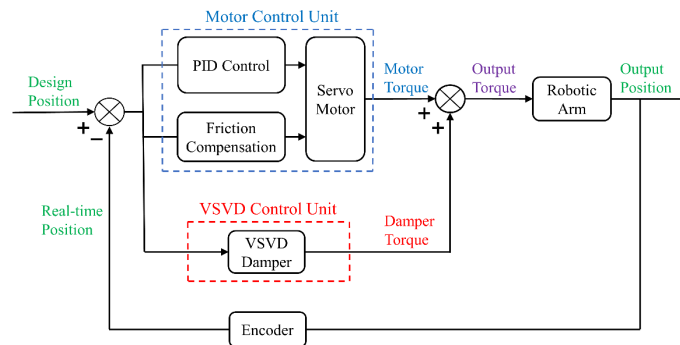 Motor Control Unit
PID Control
Servo
Motor
Friction
Compensation
Design
Position
+
−
Motor
Torque
+
+
Output
Torque
Robotic
Arm
Output
Position
Real-time
Position
VSVD Control Unit
VSVD
Damper
Damper
Torque
Encoder